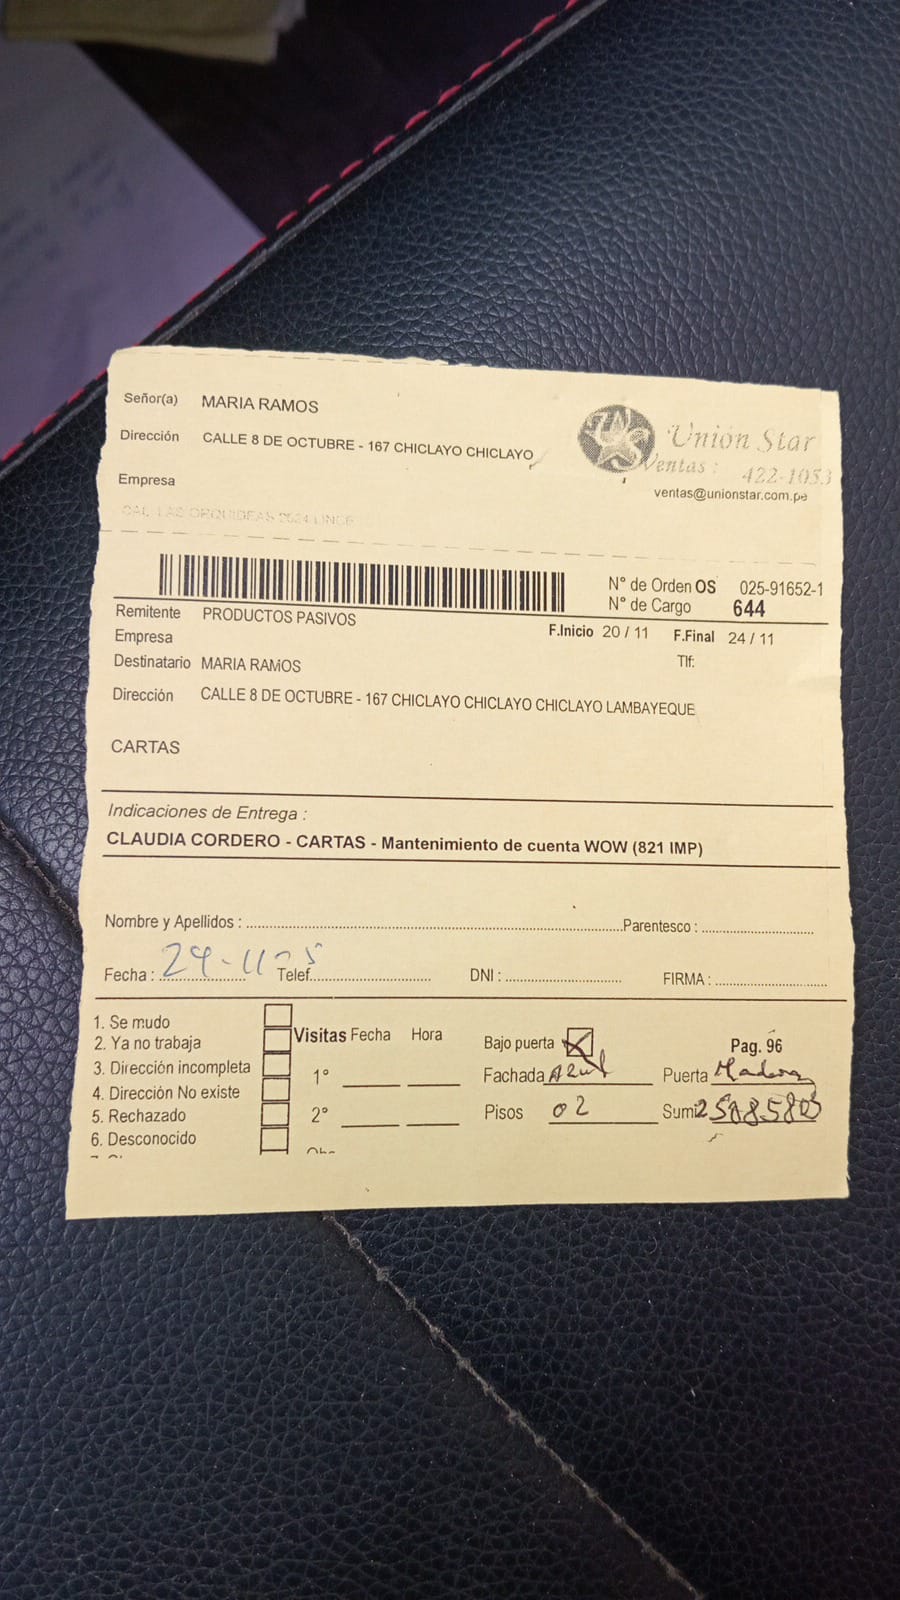 Señor(a) MARIA RAMOS
Dirección CALLE 8 DE OCTUBRE - 167 CHICLAYO CHICLAYO
Empresa
CAL LAS ORQUIDEAS 2624 LINCE
Unión Star
Ventas : 422-1053
ventas@unionstar.com.pe
N° de Orden OS 025-91652-1
N° de Cargo 644
Remitente PRODUCTOS PASIVOS
Empresa F.Inicio 20 / 11 F.Final 24 / 11
Destinatario MARIA RAMOS Tlf:
Dirección CALLE 8 DE OCTUBRE - 167 CHICLAYO CHICLAYO CHICLAYO LAMBAYEQUE
CARTAS
Indicaciones de Entrega :
CLAUDIA CORDERO - CARTAS - Mantenimiento de cuenta WOW (821 IMP)
Nombre y Apellidos : Parentesco :
Fecha : 24-11-25 Telef. DNI : FIRMA :
1. Se mudo
2. Ya no trabaja
3. Dirección incompleta
4. Dirección No existe
5. Rechazado
6. Desconocido
Visitas Fecha Hora
1°
2°
Bajo puerta Pag. 96
Fachada Azul Puerta Madera
Pisos 02 Sumi